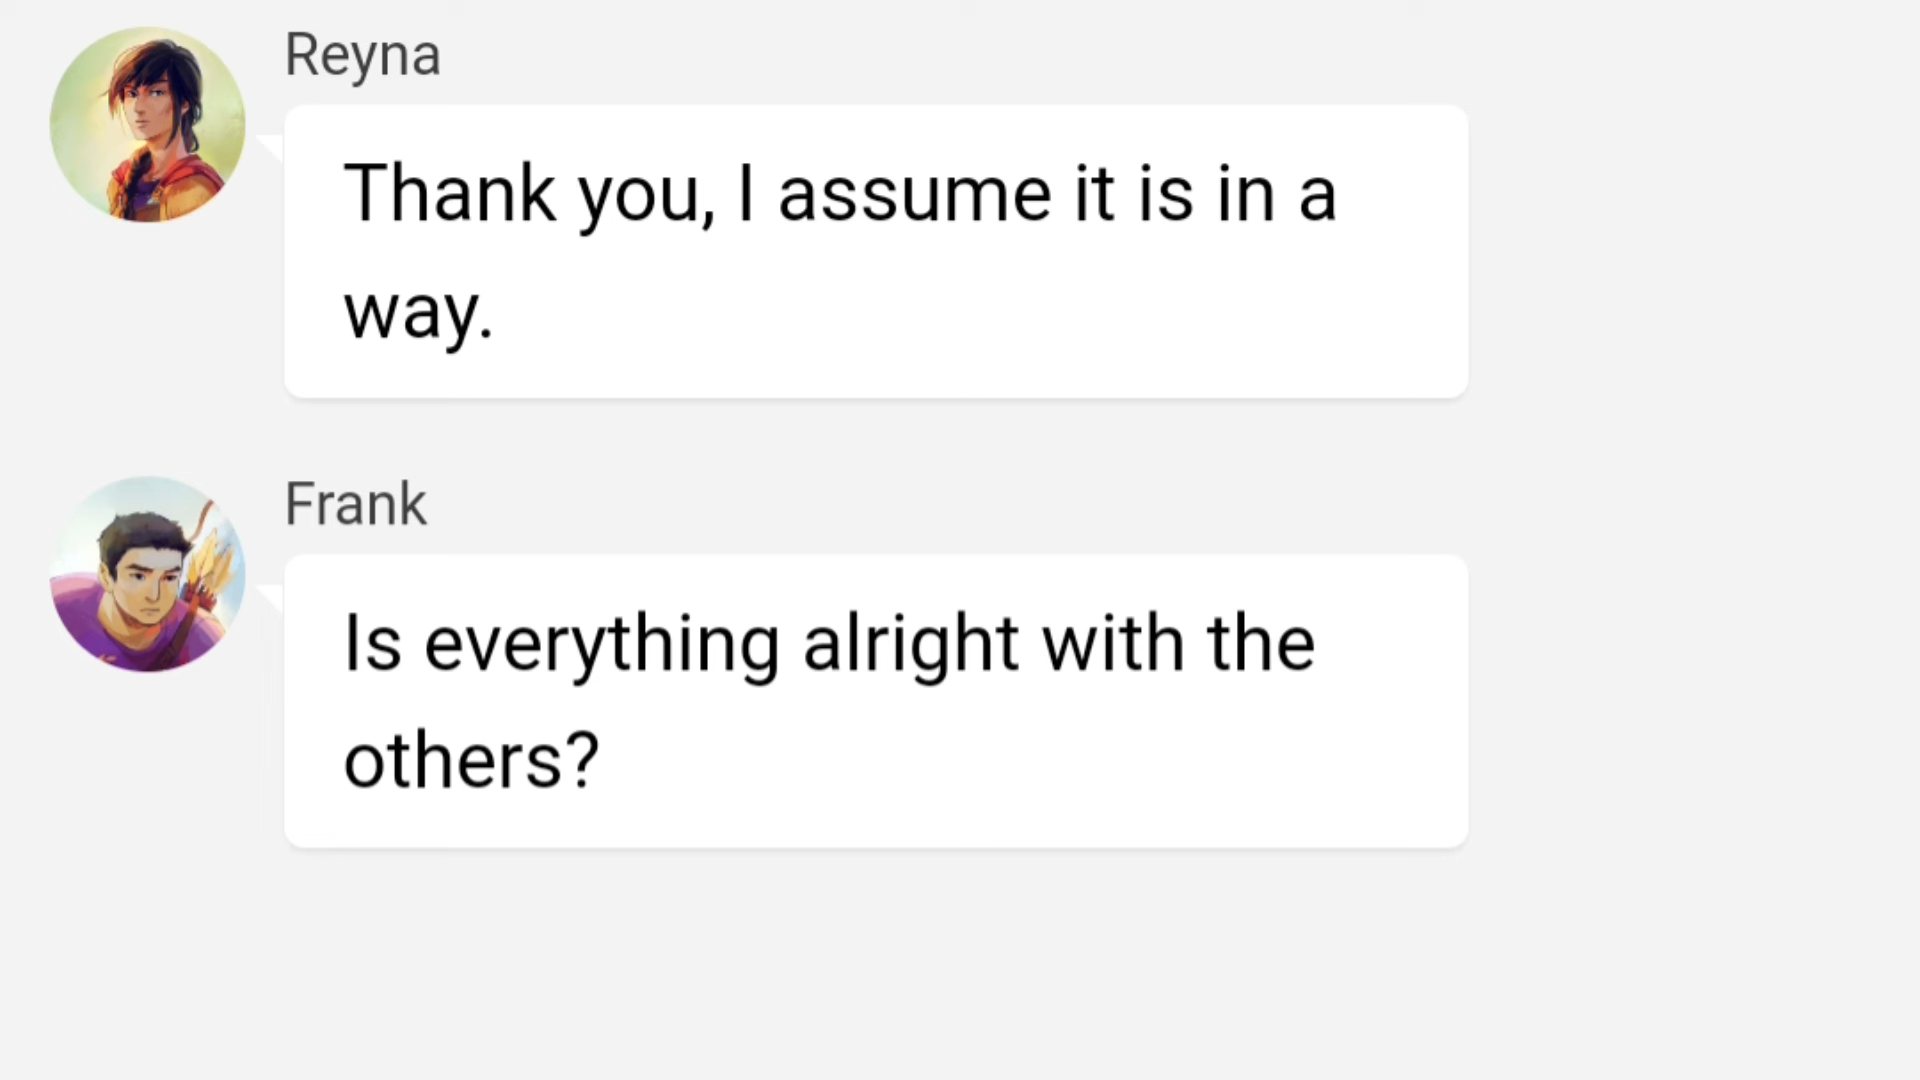 Reyna
Thank you, I assume it is in a
way.
Frank
Is everything alright with the
others?